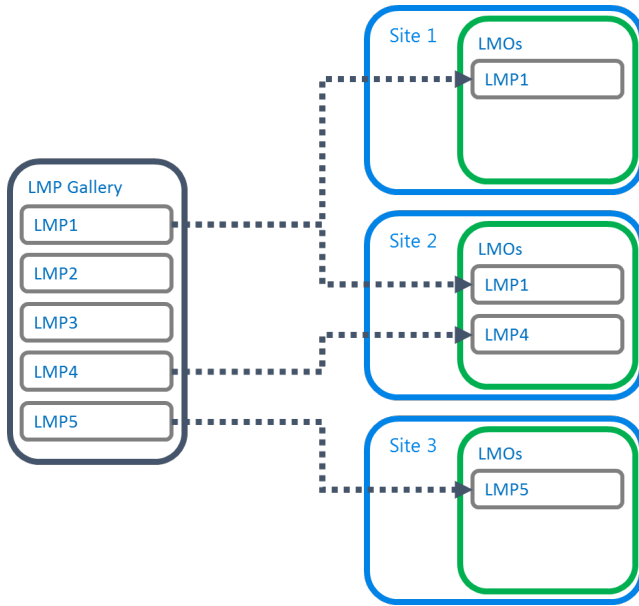 LMP Gallery
LMP1
LMP2
LMP3
LMP4
LMP5
Site 1
LMOs
LMP1
Site 2
LMOs
LMP1
LMP4
Site 3
LMOs
LMP5